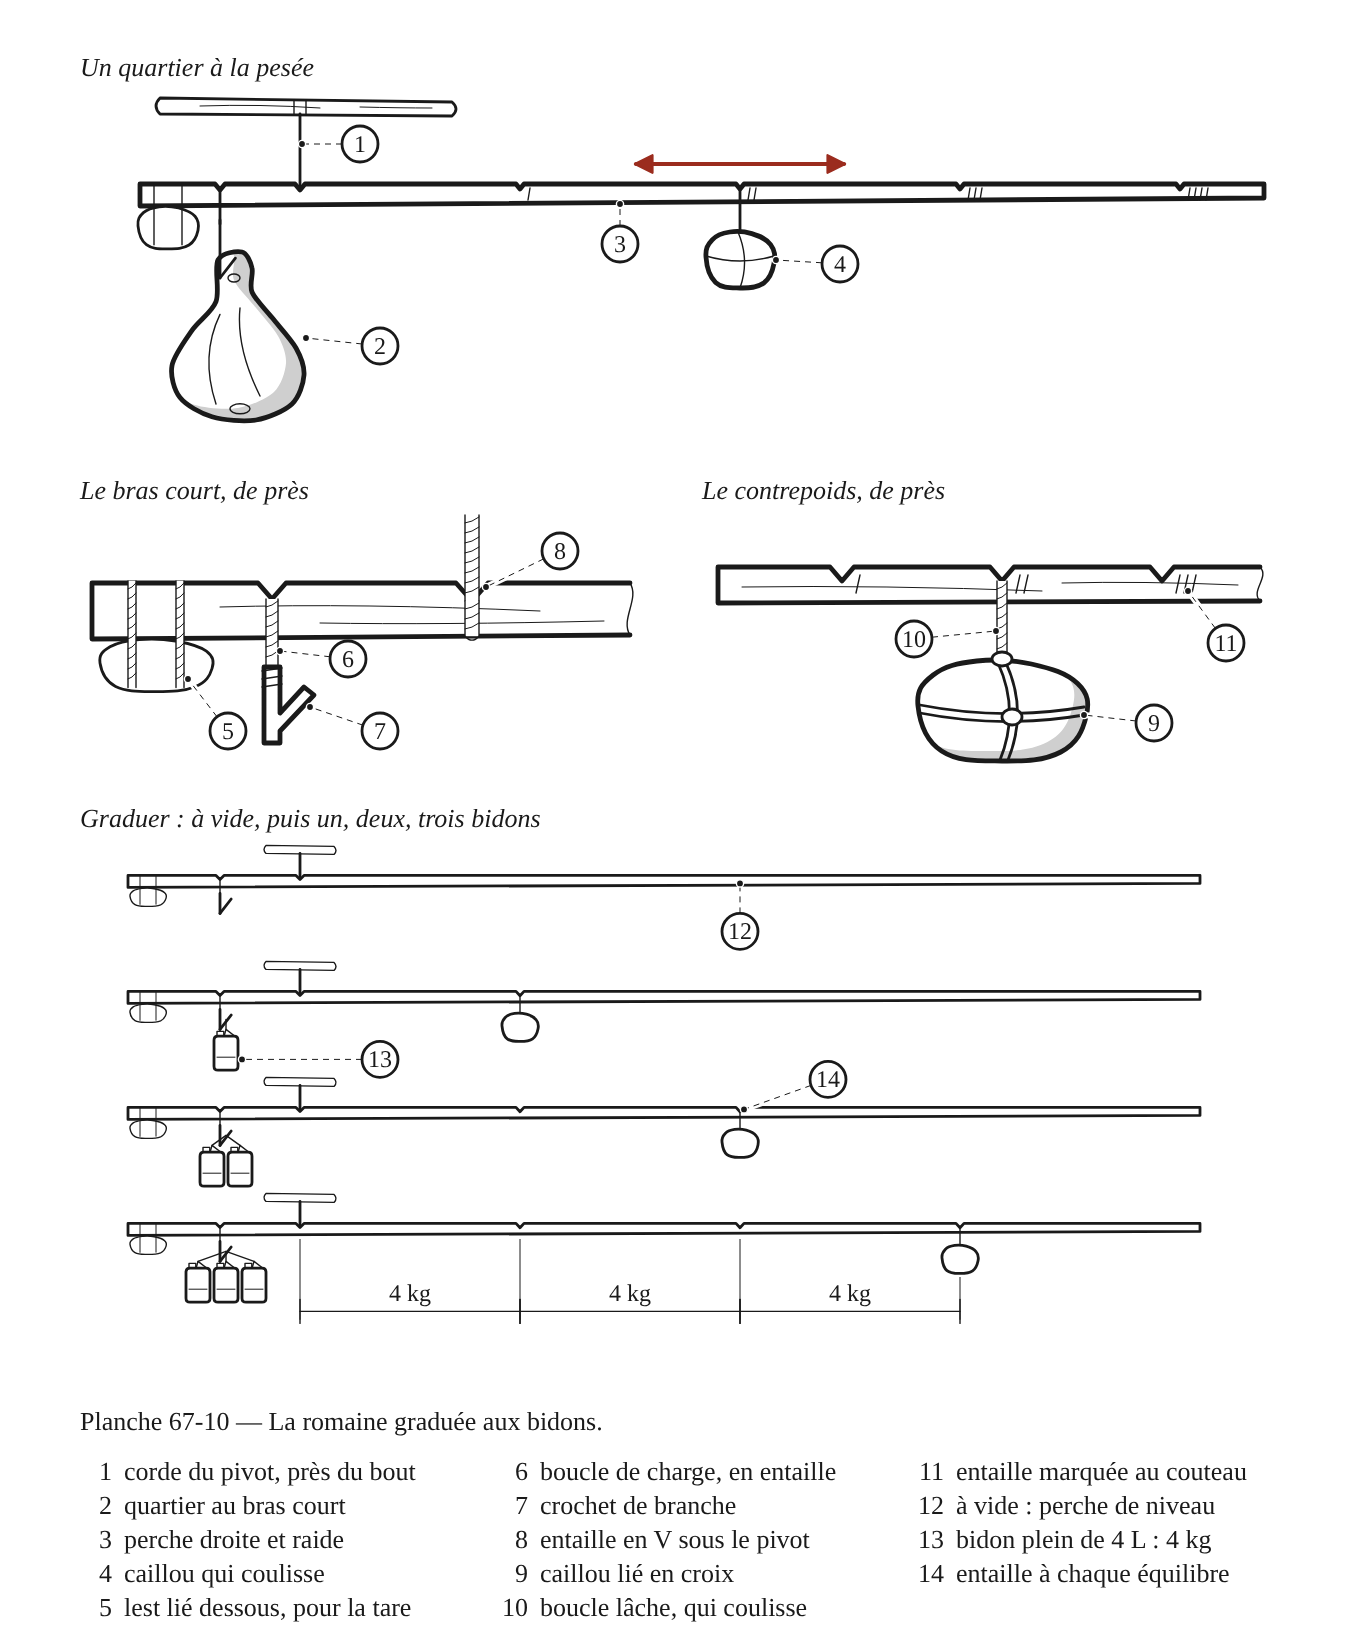 Un quartier à la pesée
1
3
4
2
Le bras court, de près
Le contrepoids, de près
8
6
5
7
10
11
9
Graduer : à vide, puis un, deux, trois bidons
12
13
14
4 kg 4 kg 4 kg
Planche 67-10 — La romaine graduée aux bidons.
1 corde du pivot, près du bout
2 quartier au bras court
3 perche droite et raide
4 caillou qui coulisse
5 lest lié dessous, pour la tare
6 boucle de charge, en entaille
7 crochet de branche
8 entaille en V sous le pivot
9 caillou lié en croix
10 boucle lâche, qui coulisse
11 entaille marquée au couteau
12 à vide : perche de niveau
13 bidon plein de 4 L : 4 kg
14 entaille à chaque équilibre